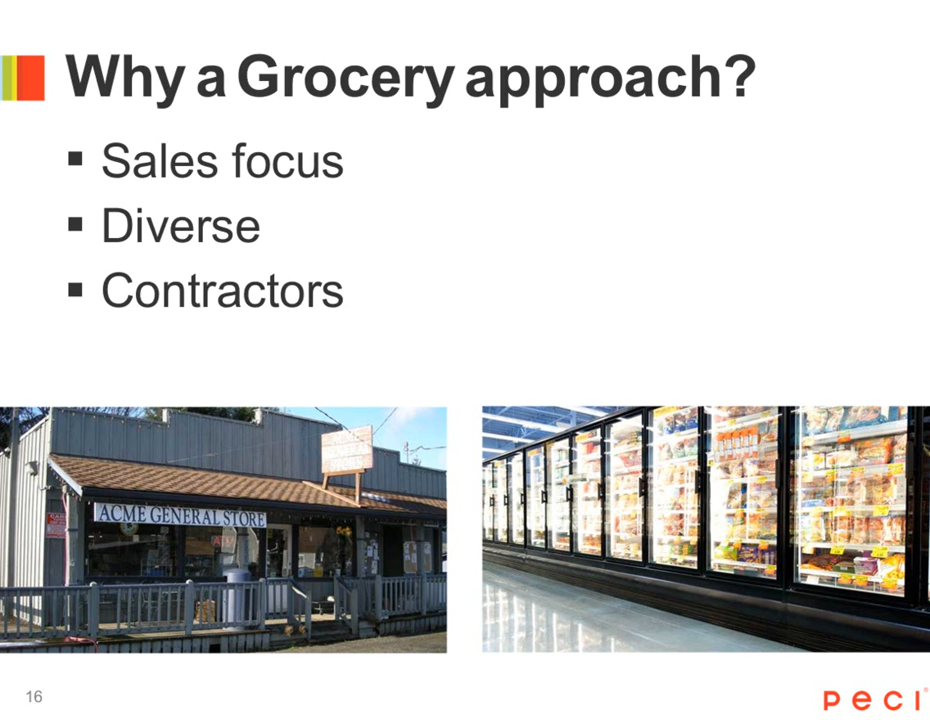 Why a Grocery approach?
▪ Sales focus
▪ Diverse
▪ Contractors
ACME GENERAL STORE
16
peci®